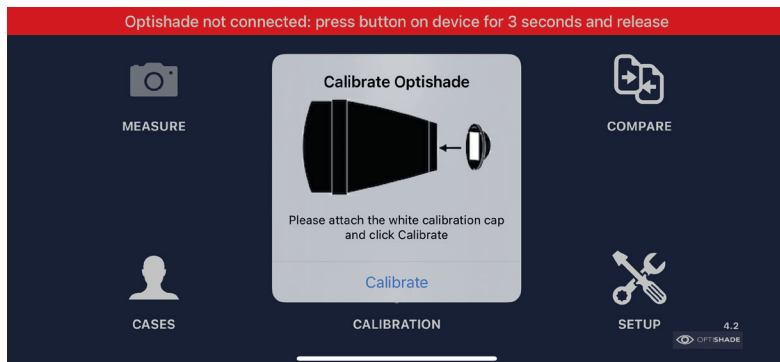 Optishade not connected: press button on device for 3 seconds and release
Calibrate Optishade
MEASURE
COMPARE
Please attach the white calibration cap
and click Calibrate
Calibrate
CASES
CALIBRATION
SETUP
4.2
OPTISHADE